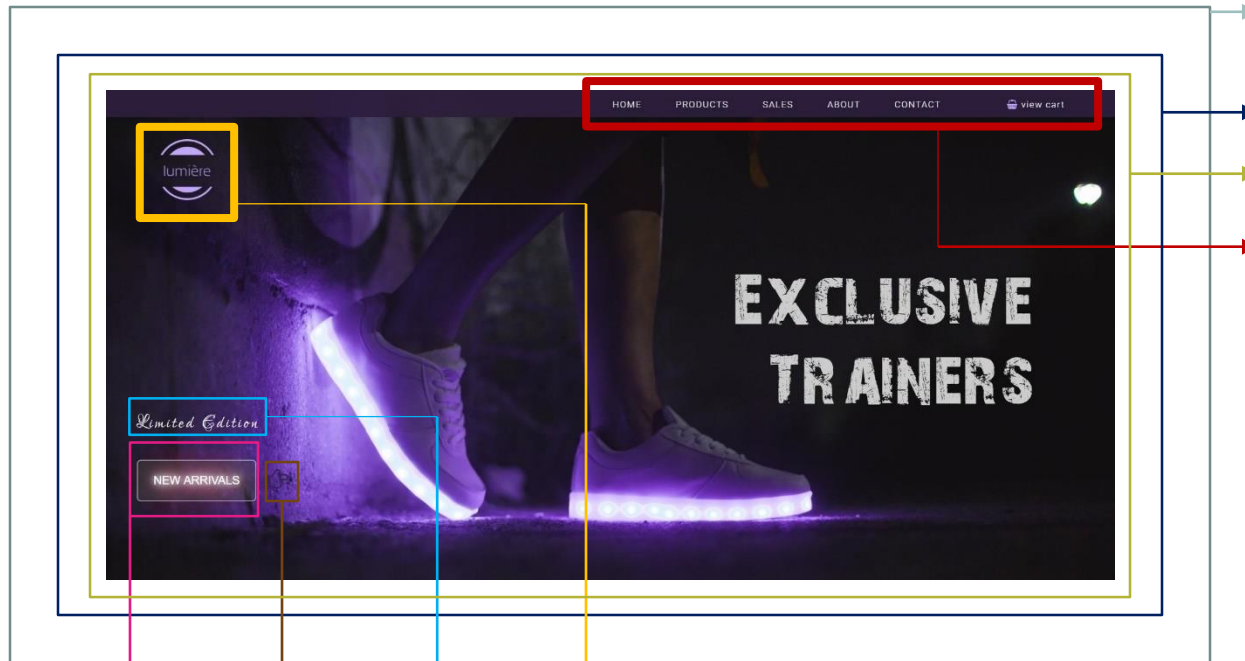 HOME PRODUCTS SALES ABOUT CONTACT view cart
lumière
EXCLUSIVE
TRAINERS
Limited Edition
NEW ARRIVALS